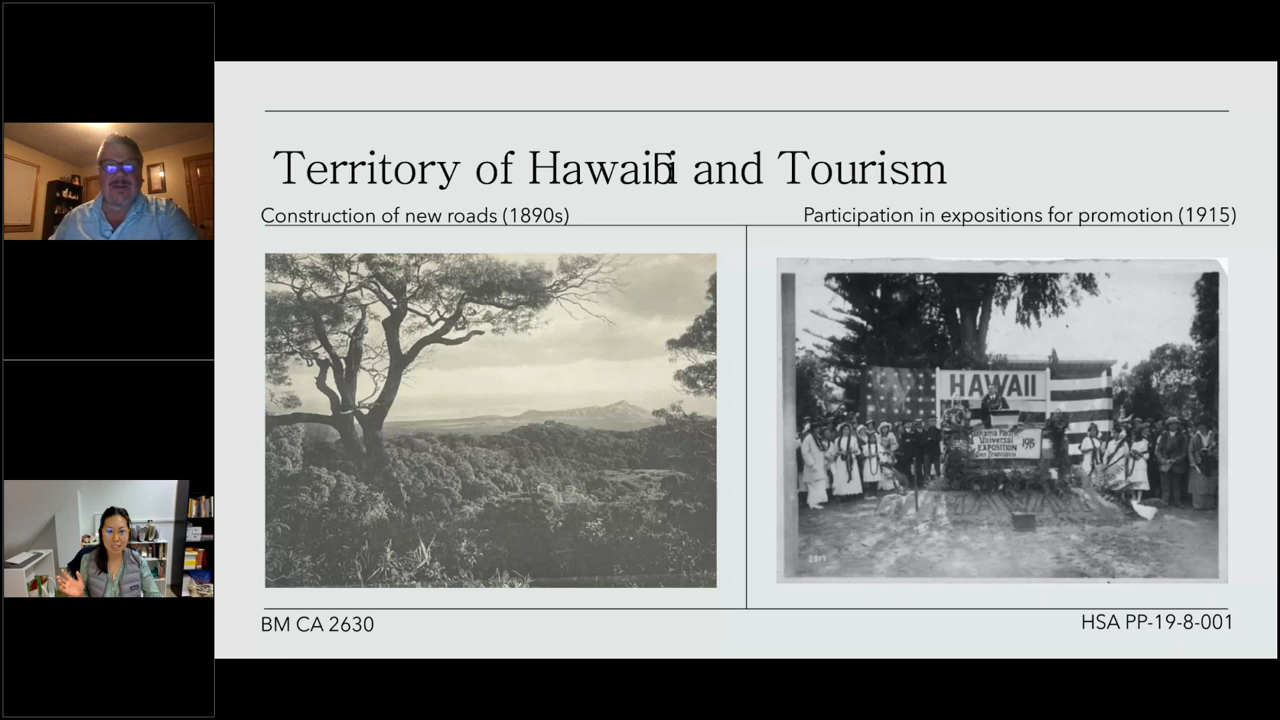 Territory of Hawaiʻi and Tourism
Construction of new roads (1890s)
Participation in expositions for promotion (1915)
HAWAII
Panama Pacific
Universal
EXPOSITION
San Francisco
1915
2017
BM CA 2630
HSA PP-19-8-001